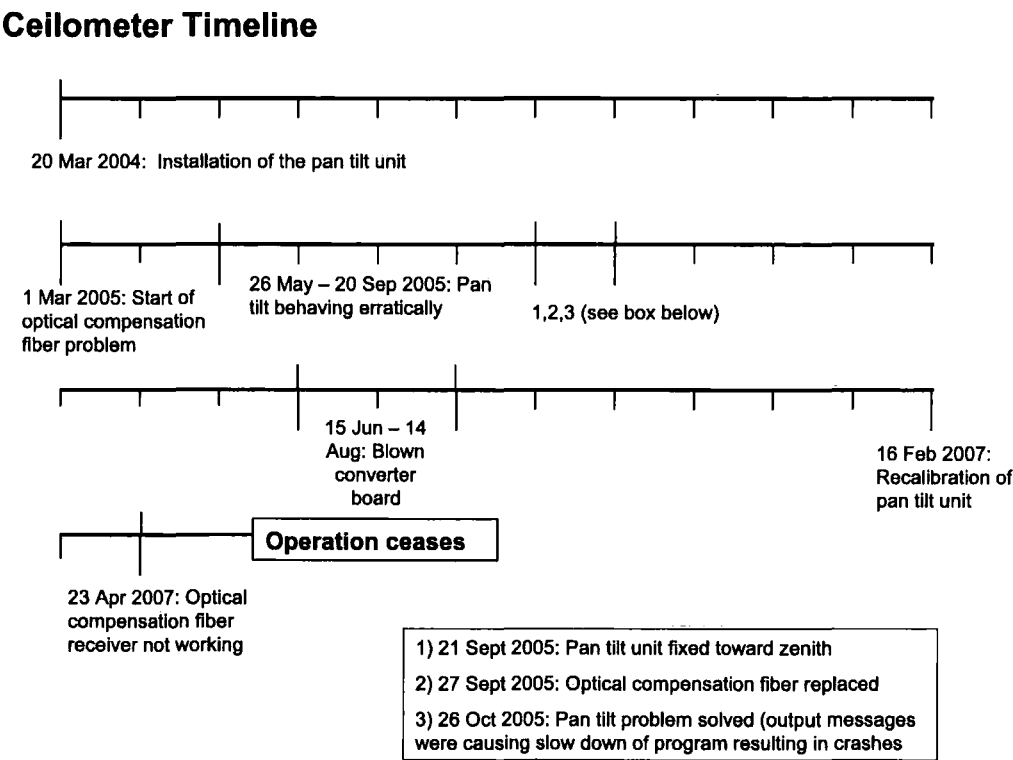 Ceilometer Timeline
20 Mar 2004: Installation of the pan tilt unit
1 Mar 2005: Start of
optical compensation
fiber problem
26 May – 20 Sep 2005: Pan
tilt behaving erratically
1,2,3 (see box below)
15 Jun – 14
Aug: Blown
converter
board
16 Feb 2007:
Recalibration of
pan tilt unit
Operation ceases
23 Apr 2007: Optical
compensation fiber
receiver not working
1) 21 Sept 2005: Pan tilt unit fixed toward zenith
2) 27 Sept 2005: Optical compensation fiber replaced
3) 26 Oct 2005: Pan tilt problem solved (output messages
were causing slow down of program resulting in crashes